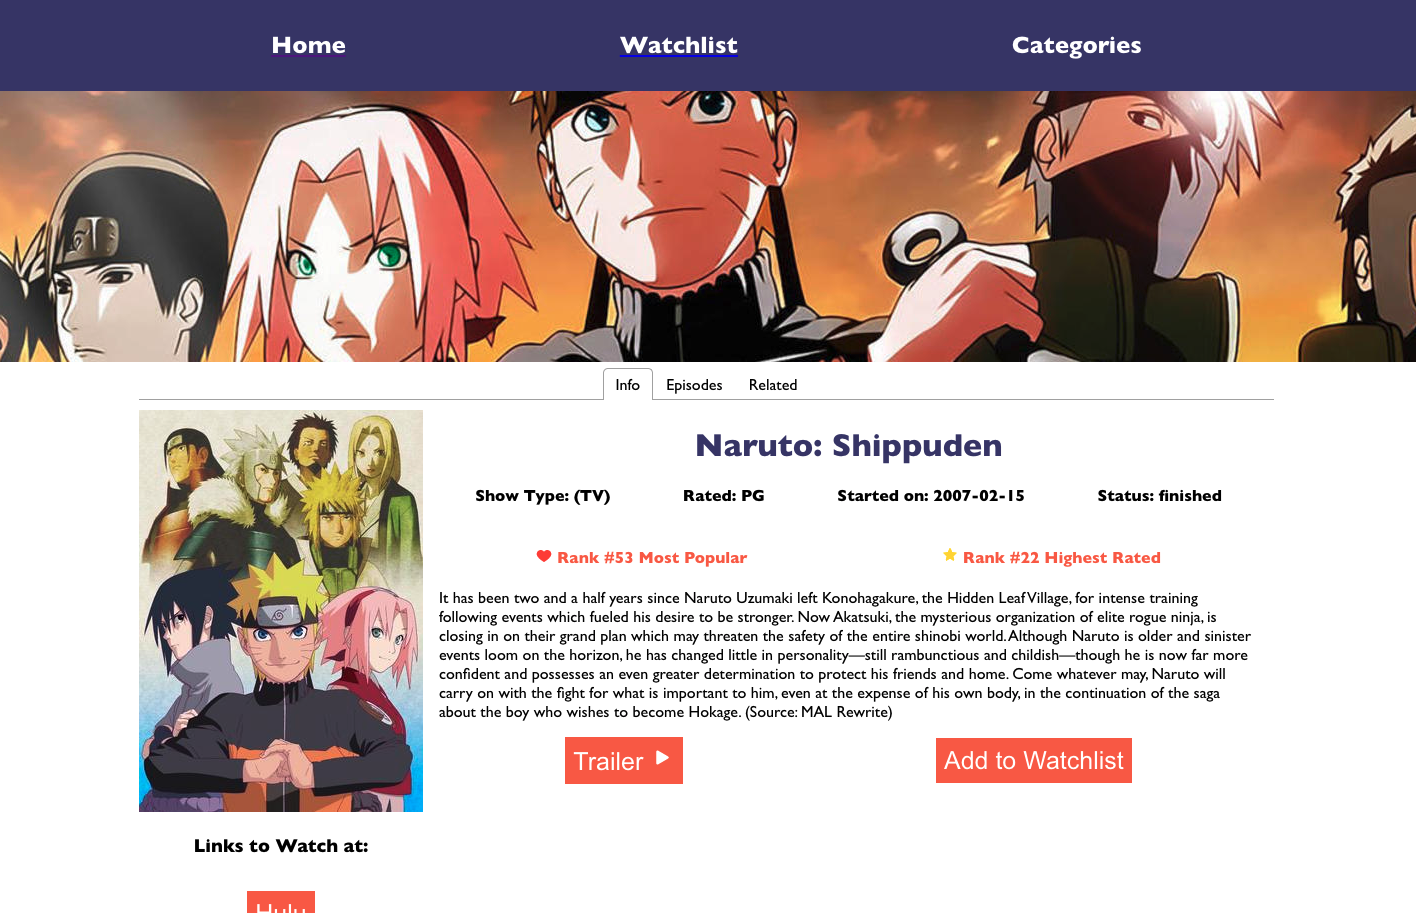 Home Watchlist Categories
Info Episodes Related
Naruto: Shippuden
Show Type: (TV) Rated: PG Started on: 2007-02-15 Status: finished
Rank #53 Most Popular Rank #22 Highest Rated
It has been two and a half years since Naruto Uzumaki left Konohagakure, the Hidden Leaf Village, for intense training
following events which fueled his desire to be stronger. Now Akatsuki, the mysterious organization of elite rogue ninja, is
closing in on their grand plan which may threaten the safety of the entire shinobi world. Although Naruto is older and sinister
events loom on the horizon, he has changed little in personality—still rambunctious and childish—though he is now far more
confident and possesses an even greater determination to protect his friends and home. Come whatever may, Naruto will
carry on with the fight for what is important to him, even at the expense of his own body, in the continuation of the saga
about the boy who wishes to become Hokage. (Source: MAL Rewrite)
Trailer Add to Watchlist
Links to Watch at:
Hulu